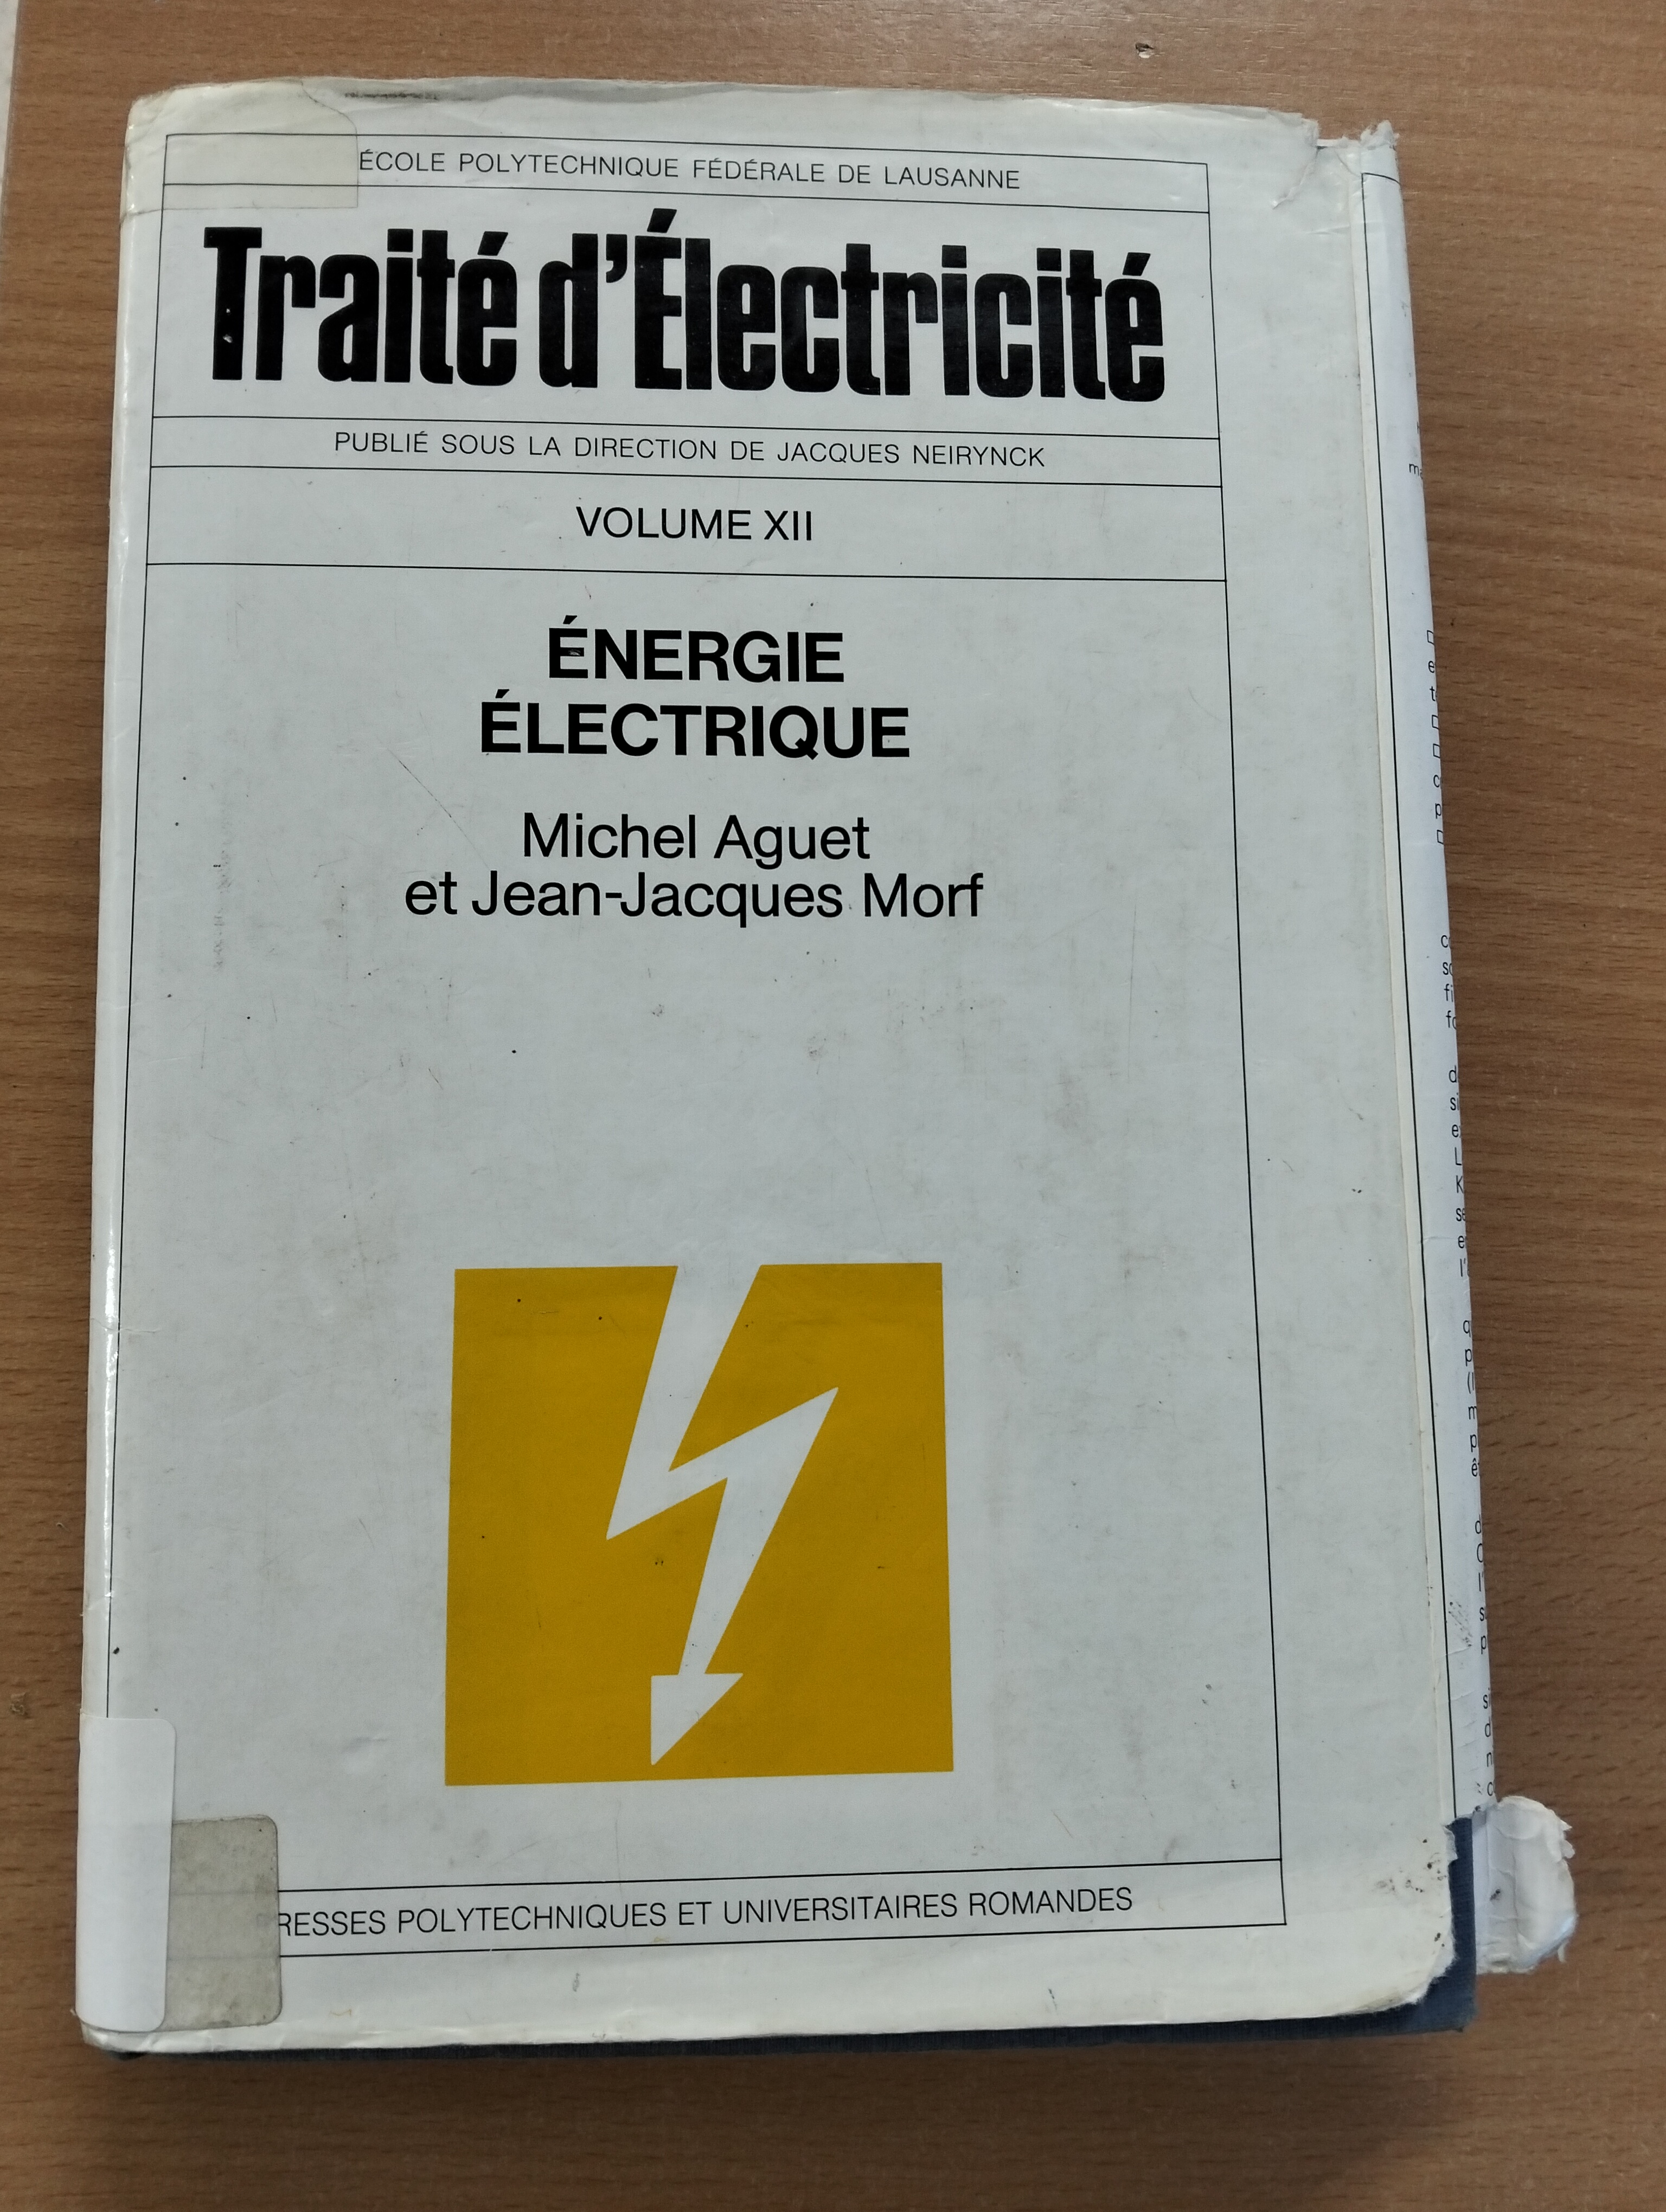 ÉCOLE POLYTECHNIQUE FÉDÉRALE DE LAUSANNE
Traité d'Électricité
PUBLIÉ SOUS LA DIRECTION DE JACQUES NEIRYNCK
VOLUME XII
ÉNERGIE
ÉLECTRIQUE
Michel Aguet
et Jean-Jacques Morf
PRESSES POLYTECHNIQUES ET UNIVERSITAIRES ROMANDES